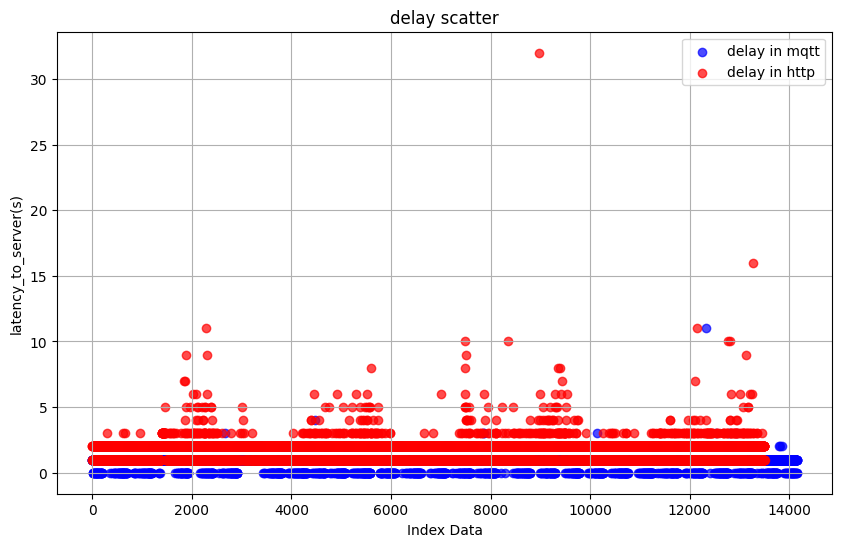 delay scatter
delay in mqtt
delay in http
latency_to_server(s)
30
25
20
15
10
5
0
0 2000 4000 6000 8000 10000 12000 14000
Index Data